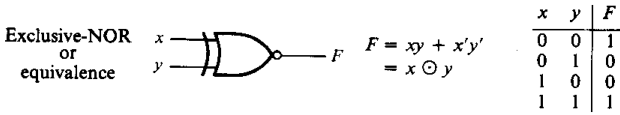 Exclusive-NOR
or
equivalence
x
y
F
F = xy + x′y′
= x ⊙ y
x y F
0 0 1
0 1 0
1 0 0
1 1 1